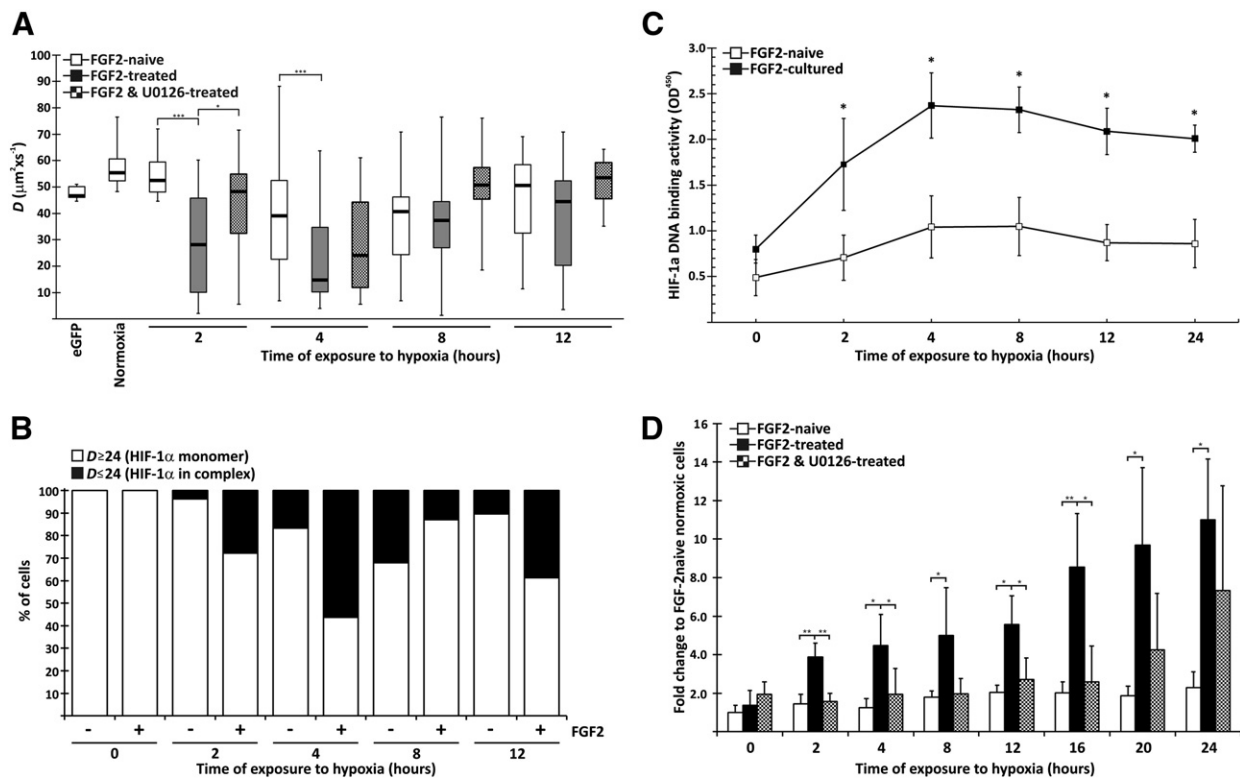 A
FGF2-naive
FGF2-treated
FGF2 & U0126-treated
D (μm²xs⁻¹)
100
90
80
70
60
50
40
30
20
10
***
*
***
eGFP
Normoxia
2
4
8
12
Time of exposure to hypoxia (hours)
C
FGF2-naive
FGF2-cultured
HIF-1a DNA binding activity (OD⁴⁵⁰)
3.0
2.5
2.0
1.5
1.0
0.5
*
*
*
*
*
0
2
4
8
12
24
Time of exposure to hypoxia (hours)
B
D≥24 (HIF-1α monomer)
D≤24 (HIF-1α in complex)
% of cells
100
90
80
70
60
50
40
30
20
10
- + - + - + - + - + FGF2
0 2 4 8 12
Time of exposure to hypoxia (hours)
D
FGF2-naive
FGF2-treated
FGF2 & U0126-treated
Fold change to FGF-2naive normoxic cells
16
14
12
10
8.0
6.0
4.0
2.0
** **
* *
*
* *
** *
*
*
0 2 4 8 12 16 20 24
Time of exposure to hypoxia (hours)